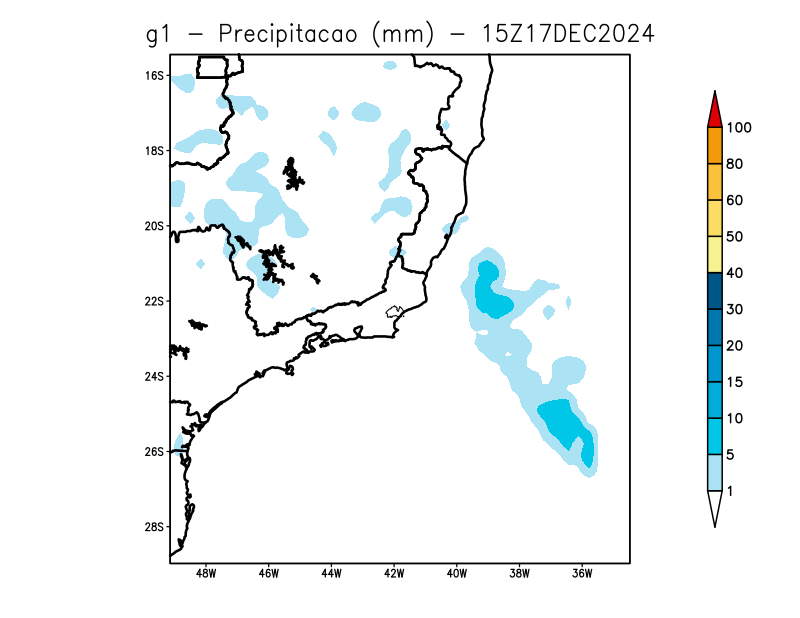 g1 – Precipitacao (mm) – 15Z17DEC2024
16S
18S
20S
22S
24S
26S
28S
48W 46W 44W 42W 40W 38W 36W
100
80
60
50
40
30
20
15
10
5
1